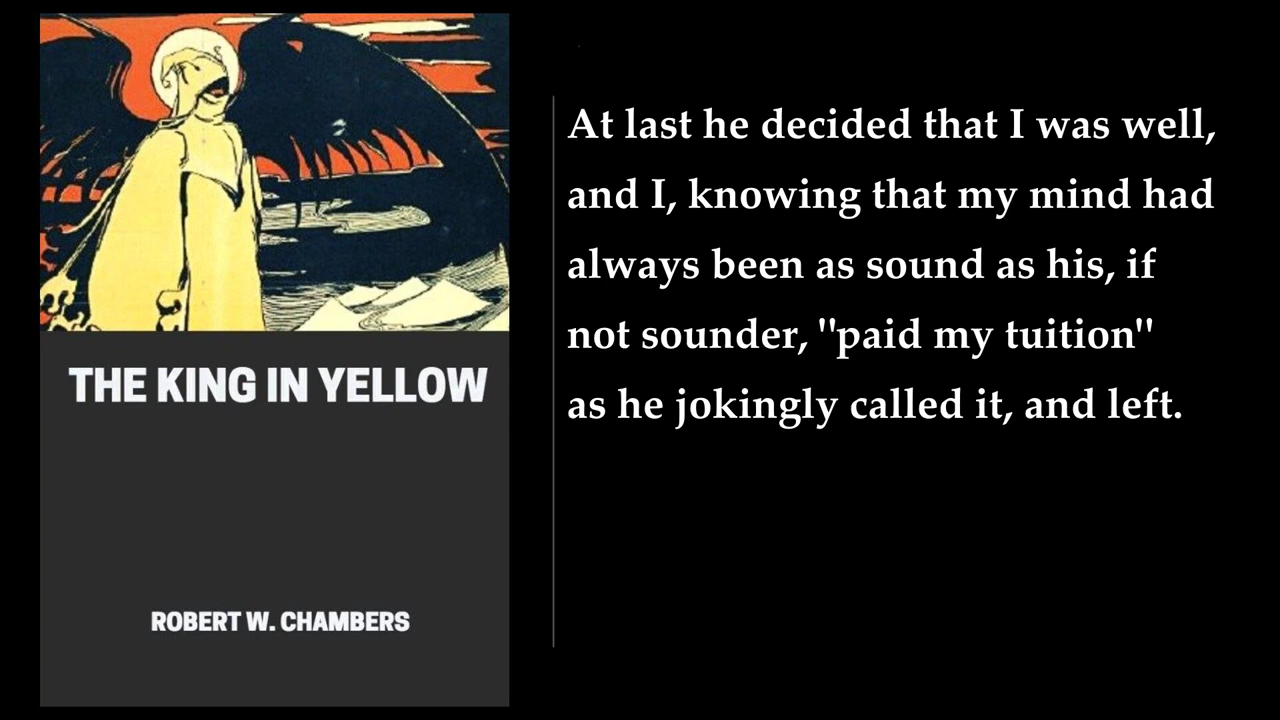 THE KING IN YELLOW
ROBERT W. CHAMBERS
At last he decided that I was well,
and I, knowing that my mind had
always been as sound as his, if
not sounder, "paid my tuition"
as he jokingly called it, and left.